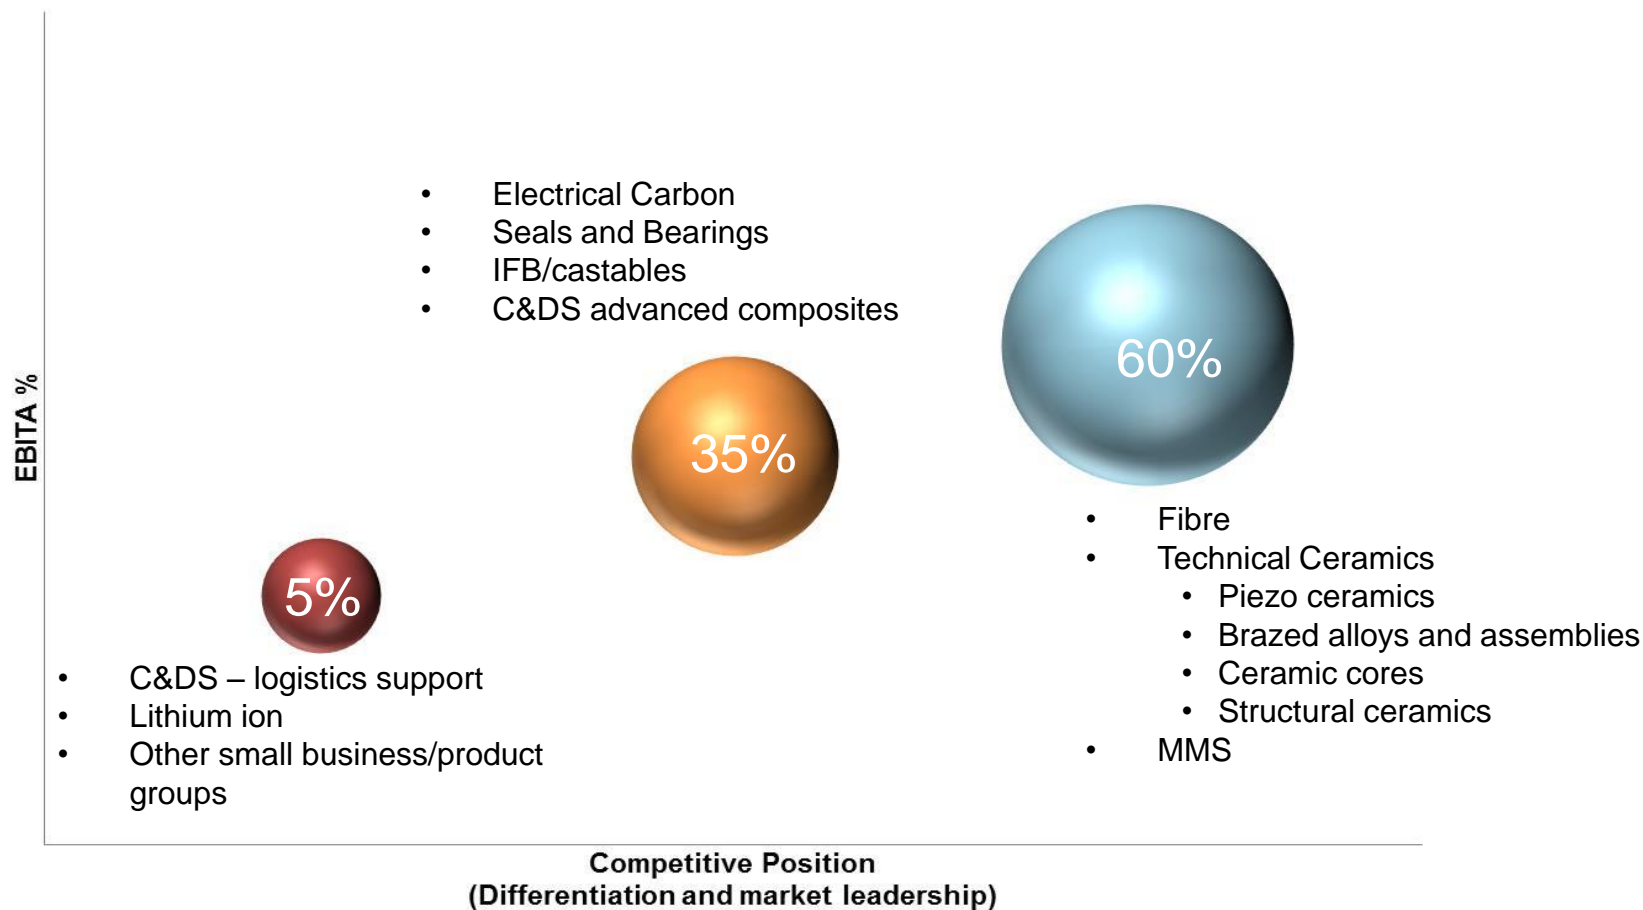 • Electrical Carbon
• Seals and Bearings
• IFB/castables
• C&DS advanced composites
60%
35%
EBITA %
5%
• C&DS – logistics support
• Lithium ion
• Other small business/product
groups
• Fibre
• Technical Ceramics
• Piezo ceramics
• Brazed alloys and assemblies
• Ceramic cores
• Structural ceramics
• MMS
Competitive Position
(Differentiation and market leadership)